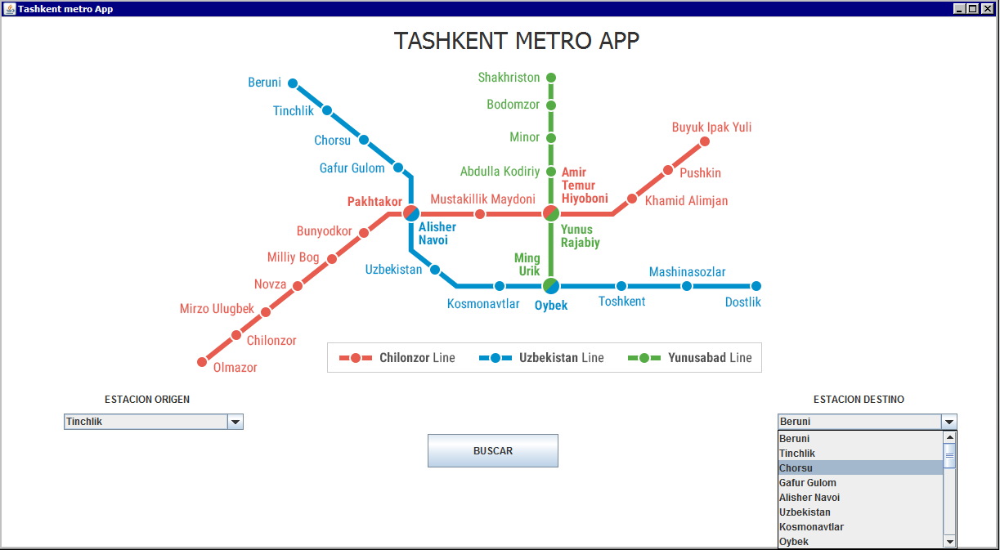 Tashkent metro App
TASHKENT METRO APP
Beruni
Tinchlik
Chorsu
Gafur Gulom
Shakhriston
Bodomzor
Minor
Abdulla Kodiriy
Buyuk Ipak Yuli
Pushkin
Khamid Alimjan
Amir
Temur
Hiyoboni
Pakhtakor
Mustakillik Maydoni
Alisher
Navoi
Yunus
Rajabiy
Bunyodkor
Milliy Bog
Novza
Mirzo Ulugbek
Chilonzor
Olmazor
Uzbekistan
Kosmonavtlar
Ming
Urik
Oybek
Toshkent
Mashinasozlar
Dostlik
Chilonzor Line
Uzbekistan Line
Yunusabad Line
ESTACION ORIGEN
Tinchlik
BUSCAR
ESTACION DESTINO
Beruni
Beruni
Tinchlik
Chorsu
Gafur Gulom
Alisher Navoi
Uzbekistan
Kosmonavtlar
Oybek